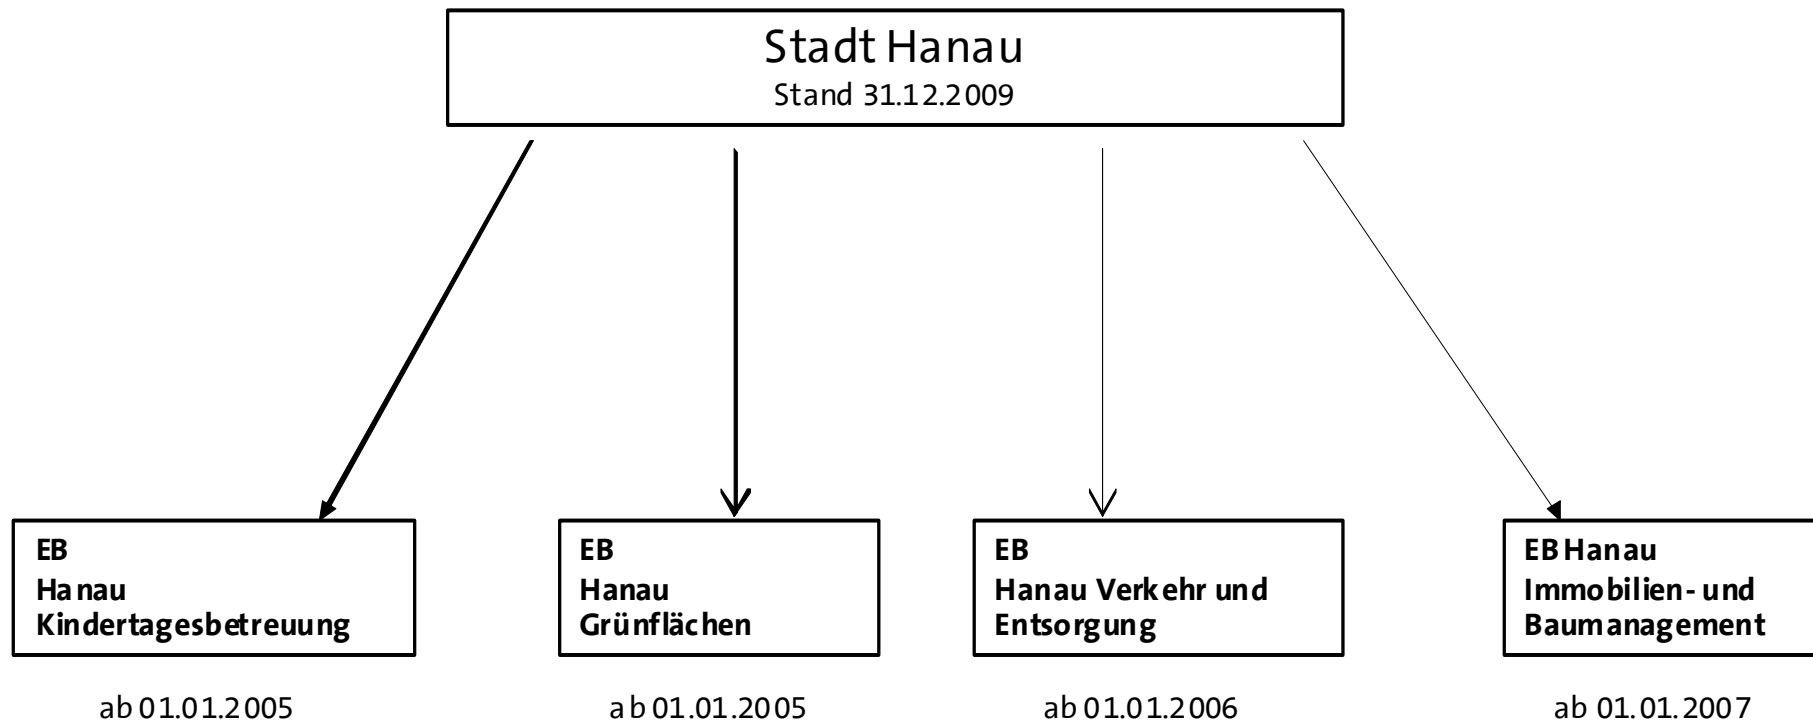 Stadt Hanau
Stand 31.12.2009
EB
Hanau
Kindertagesbetreuung
EB
Hanau
Grünflächen
EB
Hanau Verkehr und
Entsorgung
EB Hanau
Immobilien- und
Baumanagement
ab 01.01.2005
ab 01.01.2005
ab 01.01.2006
ab 01.01.2007